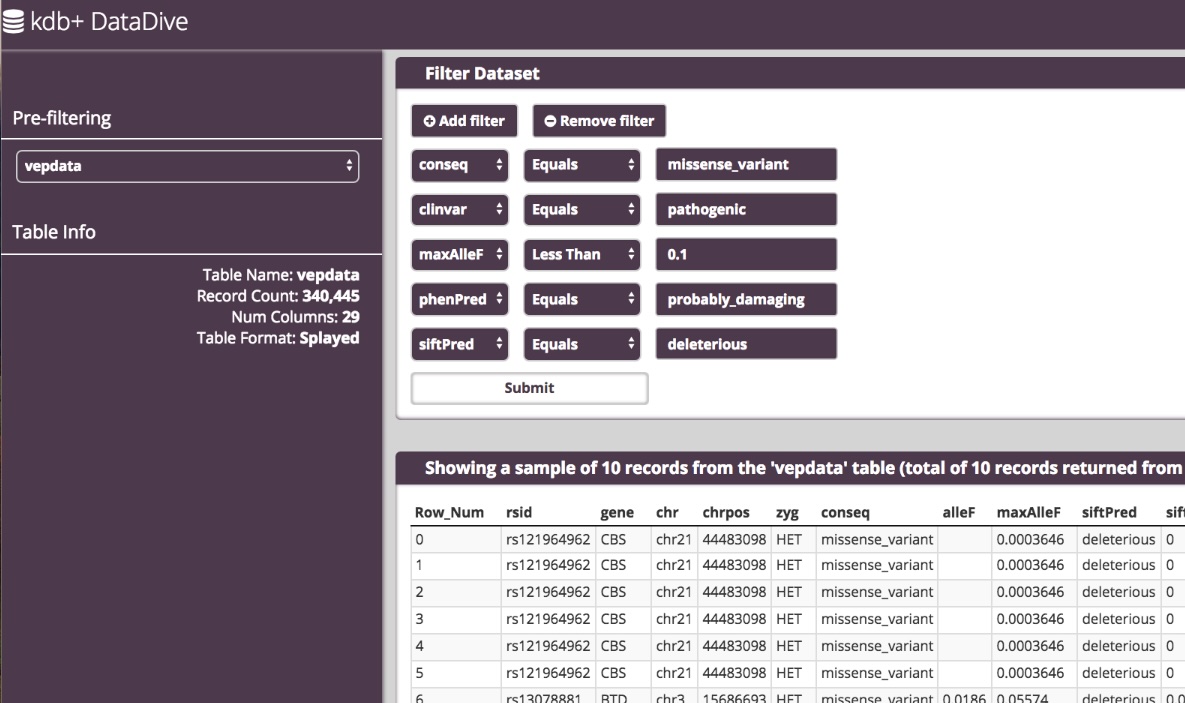 kdb+ DataDive
Pre-filtering
vepdata
Table Info
Table Name: vepdata
Record Count: 340,445
Num Columns: 29
Table Format: Splayed
Filter Dataset
Add filter Remove filter
conseq Equals missense_variant
clinvar Equals pathogenic
maxAlleF Less Than 0.1
phenPred Equals probably_damaging
siftPred Equals deleterious
Submit
Showing a sample of 10 records from the 'vepdata' table (total of 10 records returned from
Row_Num rsid gene chr chrpos zyg conseq alleF maxAlleF siftPred sift
0 rs121964962 CBS chr21 44483098 HET missense_variant 0.0003646 deleterious 0
1 rs121964962 CBS chr21 44483098 HET missense_variant 0.0003646 deleterious 0
2 rs121964962 CBS chr21 44483098 HET missense_variant 0.0003646 deleterious 0
3 rs121964962 CBS chr21 44483098 HET missense_variant 0.0003646 deleterious 0
4 rs121964962 CBS chr21 44483098 HET missense_variant 0.0003646 deleterious 0
5 rs121964962 CBS chr21 44483098 HET missense_variant 0.0003646 deleterious 0
6 rs13078881 BTD chr3 15686693 HET missense_variant 0.0186 0.05574 deleterious 0.0